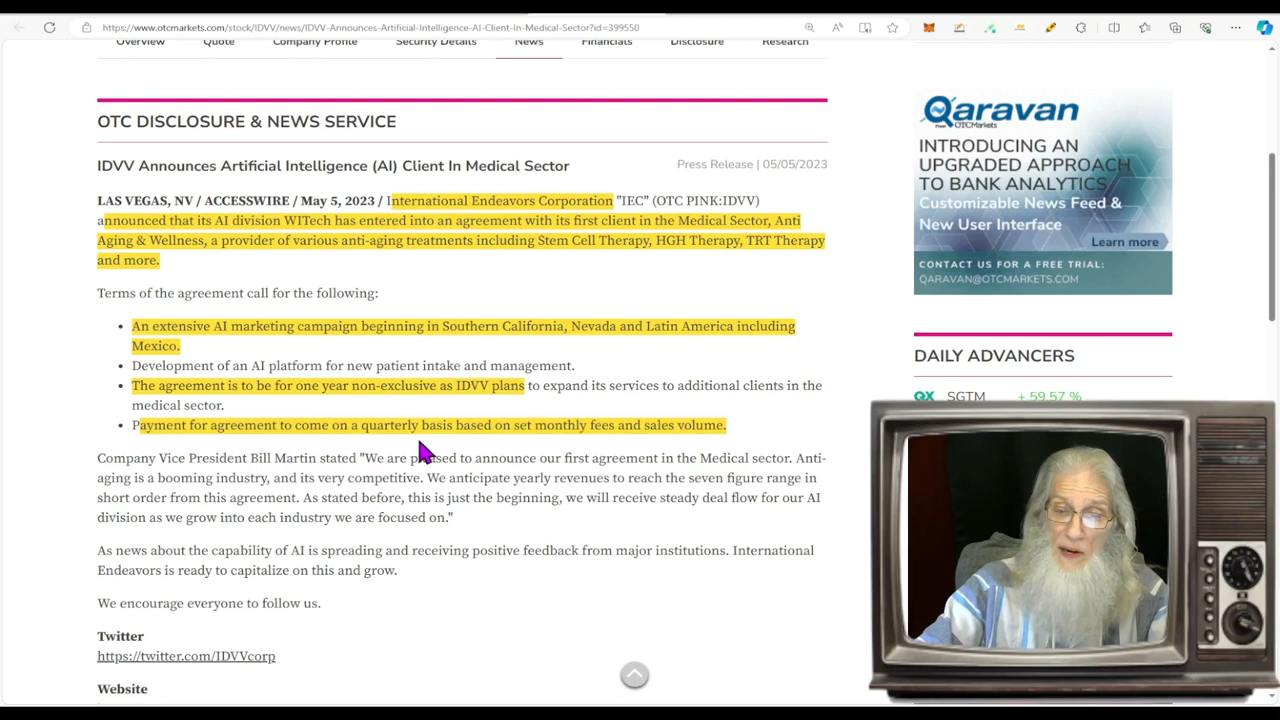 https://www.otcmarkets.com/stock/IDVV/news/IDVV-Announces-Artificial-Intelligence-AI-Client-In-Medical-Sector?id=399550
Overview Quote Company Profile Security Details News Financials Disclosure Research
OTC DISCLOSURE & NEWS SERVICE
IDVV Announces Artificial Intelligence (AI) Client In Medical Sector
Press Release | 05/05/2023
LAS VEGAS, NV / ACCESSWIRE / May 5, 2023 / International Endeavors Corporation "IEC" (OTC PINK:IDVV)
announced that its AI division WITech has entered into an agreement with its first client in the Medical Sector, Anti
Aging & Wellness, a provider of various anti-aging treatments including Stem Cell Therapy, HGH Therapy, TRT Therapy
and more.
Terms of the agreement call for the following:
• An extensive AI marketing campaign beginning in Southern California, Nevada and Latin America including
Mexico.
• Development of an AI platform for new patient intake and management.
• The agreement is to be for one year non-exclusive as IDVV plans to expand its services to additional clients in the
medical sector.
• Payment for agreement to come on a quarterly basis based on set monthly fees and sales volume.
Company Vice President Bill Martin stated "We are to announce our first agreement in the Medical sector. Anti-
aging is a booming industry, and its very competitive. We anticipate yearly revenues to reach the seven figure range in
short order from this agreement. As stated before, this is just the beginning, we will receive steady deal flow for our AI
division as we grow into each industry we are focused on."
As news about the capability of AI is spreading and receiving positive feedback from major institutions. International
Endeavors is ready to capitalize on this and grow.
We encourage everyone to follow us.
Twitter
https://twitter.com/IDVVcorp
Website
Qaravan
from OTCMarkets
INTRODUCING AN
UPGRADED APPROACH
TO BANK ANALYTICS
Customizable News Feed &
New User Interface
Learn more
CONTACT US FOR A FREE TRIAL:
QARAVAN@OTCMARKETS.COM
DAILY ADVANCERS
QX SGTM + 59.57 %